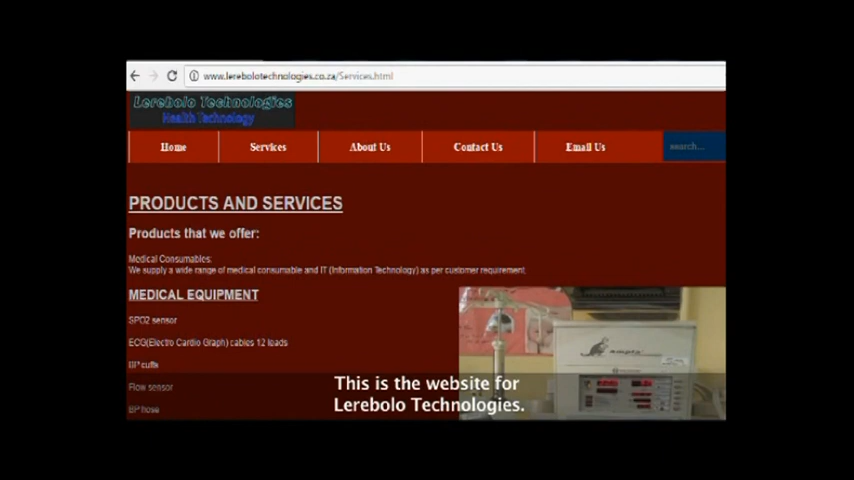 www.lerebolotechnologies.co.za/Services.html
Lerebolo Technologies
Health Technology
Home Services About Us Contact Us Email Us search...
PRODUCTS AND SERVICES
Products that we offer:
Medical Consumables:
We supply a wide range of medical consumable and IT (Information Technology) as per customer requirement.
MEDICAL EQUIPMENT
SPO2 sensor
ECG(Electro Cardio Graph) cables 12 leads
BP cuffs
Flow sensor
BP hose
This is the website for
Lerebolo Technologies.